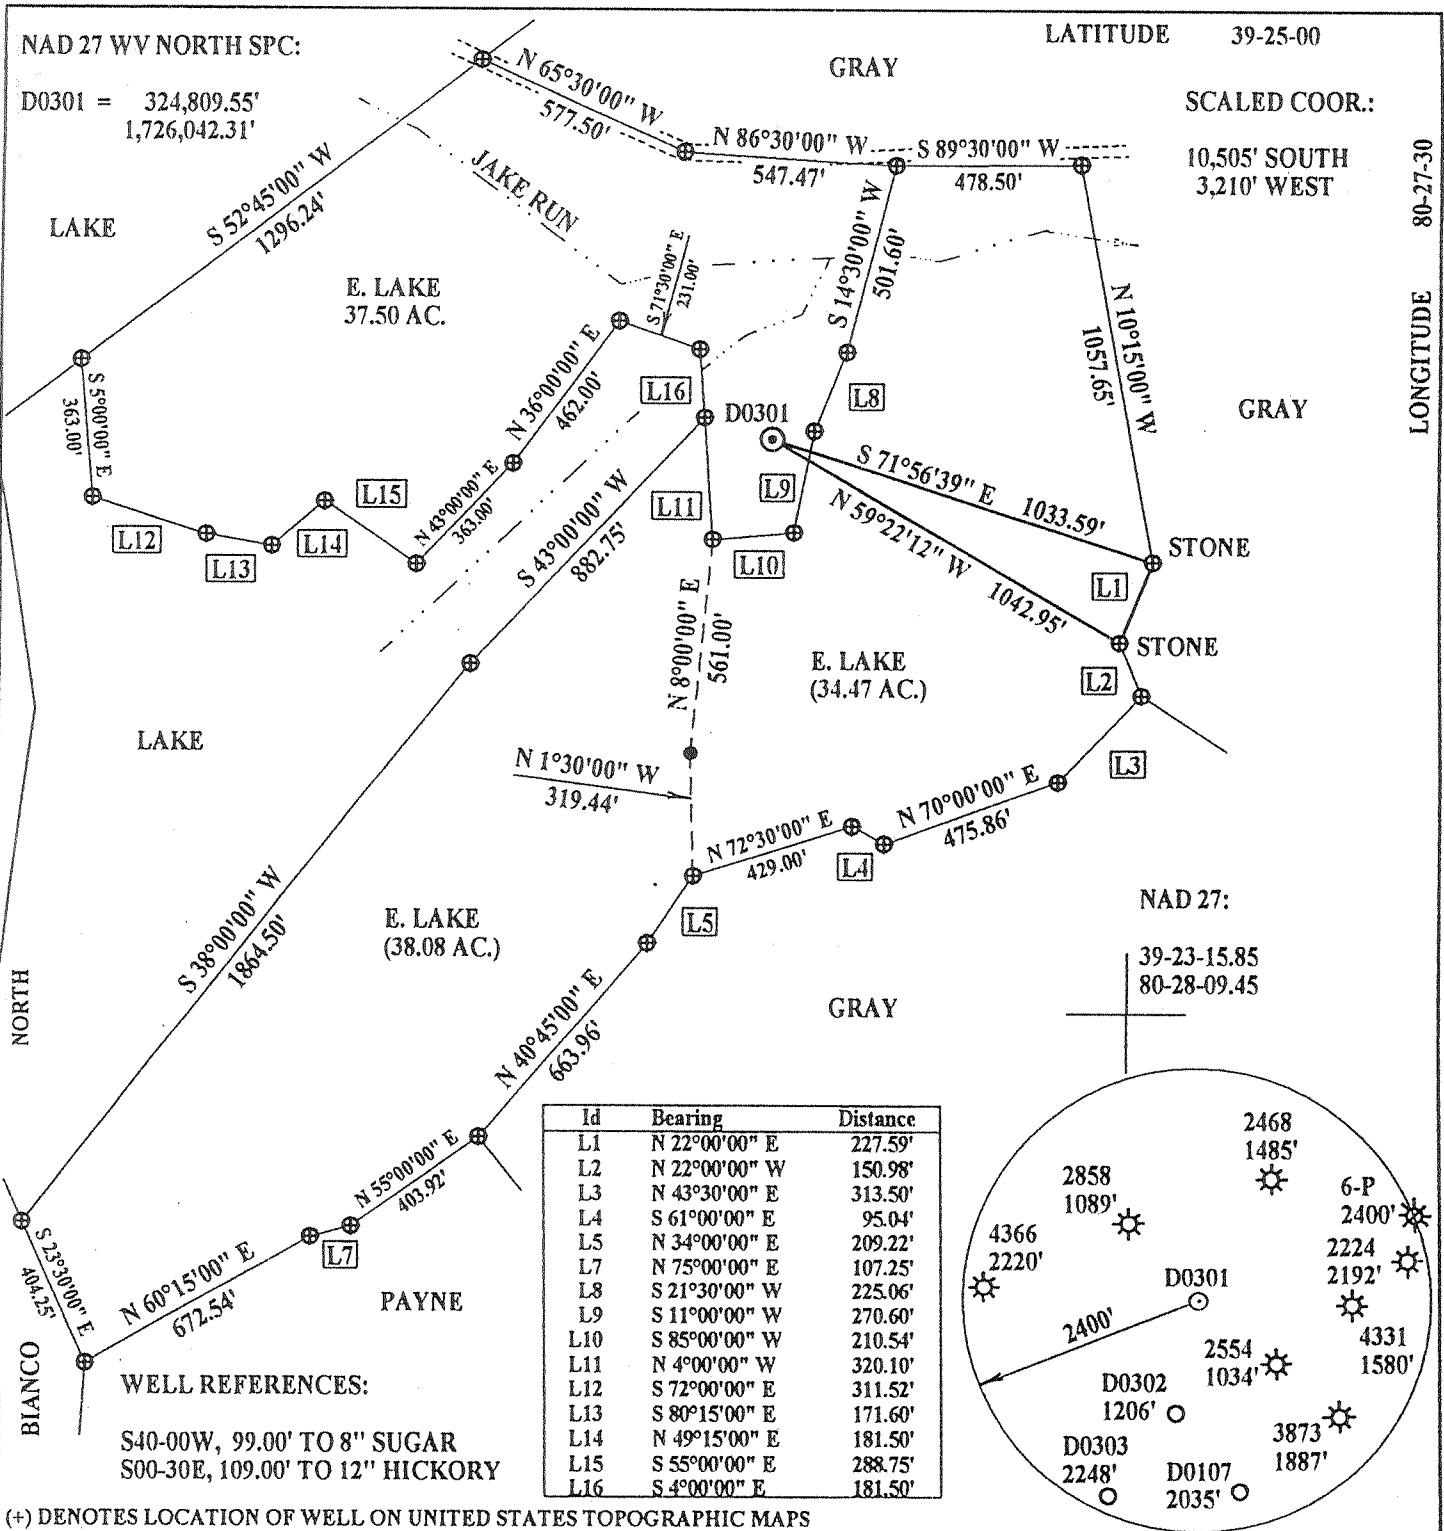 NAD 27 WV NORTH SPC:
D0301 = 324,809.55'
1,726,042.31'
LATITUDE 39-25-00
GRAY
SCALED COOR.:
10,505' SOUTH
3,210' WEST
80-27-30
LONGITUDE
N 65°30'00" W
577.50'
N 86°30'00" W
547.47'
S 89°30'00" W
478.50'
JAKE RUN
S 52°45'00" W
1296.24'
LAKE
E. LAKE
37.50 AC.
S 71°30'00" E
231.00'
S 14°30'00" W
501.60'
N 10°15'00" W
1057.65'
GRAY
S 5°00'00" E
363.00'
N 36°00'00" E
462.00'
L16
D0301
L8
L12
L13
L14
L15
N 43°00'00" E
363.00'
S 43°00'00" W
882.75'
L11
L9
L10
S 71°56'39" E 1033.59'
N 59°22'12" W 1042.95'
STONE
L1
STONE
L2
N 8°00'00" E
561.00'
E. LAKE
(34.47 AC.)
LAKE
N 1°30'00" W
319.44'
L3
N 70°00'00" E
475.86'
N 72°30'00" E
429.00'
L4
L5
S 38°00'00" W
1864.50'
E. LAKE
(38.08 AC.)
NAD 27:
39-23-15.85
80-28-09.45
NORTH
GRAY
N 40°45'00" E
663.96'
N 55°00'00" E
403.92'
L7
S 23°30'00" E
404.25'
N 60°15'00" E
672.54'
PAYNE
BIANCO
Id Bearing Distance
L1 N 22°00'00" E 227.59'
L2 N 22°00'00" W 150.98'
L3 N 43°30'00" E 313.50'
L4 S 61°00'00" E 95.04'
L5 N 34°00'00" E 209.22'
L7 N 75°00'00" E 107.25'
L8 S 21°30'00" W 225.06'
L9 S 11°00'00" W 270.60'
L10 S 85°00'00" W 210.54'
L11 N 4°00'00" W 320.10'
L12 S 72°00'00" E 311.52'
L13 S 80°15'00" E 171.60'
L14 N 49°15'00" E 181.50'
L15 S 55°00'00" E 288.75'
L16 S 4°00'00" E 181.50'
2468
1485'
2858
1089'
6-P
2400'
4366
2220'
2224
2192'
D0301
2400'
4331
1580'
2554
1034'
D0302
1206'
3873
1887'
D0303
2248'
D0107
2035'
WELL REFERENCES:
S40-00W, 99.00' TO 8" SUGAR
S00-30E, 109.00' TO 12" HICKORY
(+) DENOTES LOCATION OF WELL ON UNITED STATES TOPOGRAPHIC MAPS